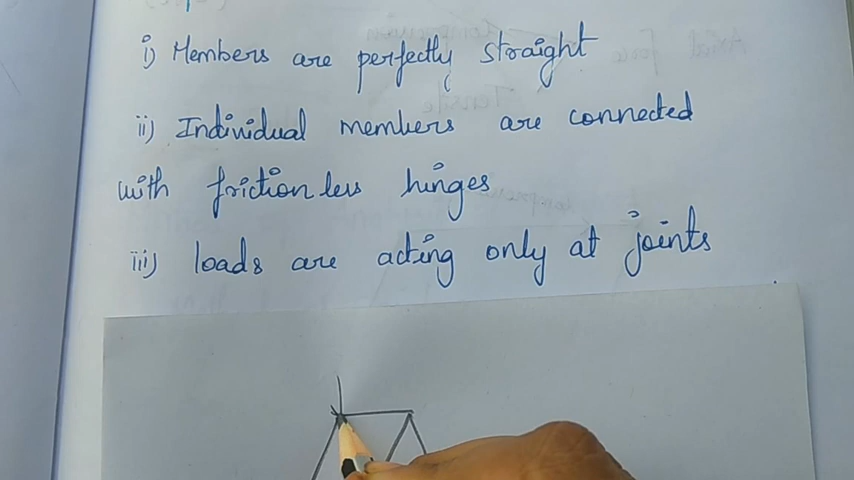 i) Members are perfectly straight
ii) Individual members are connected
with frictionless hinges
iii) loads are acting only at joints